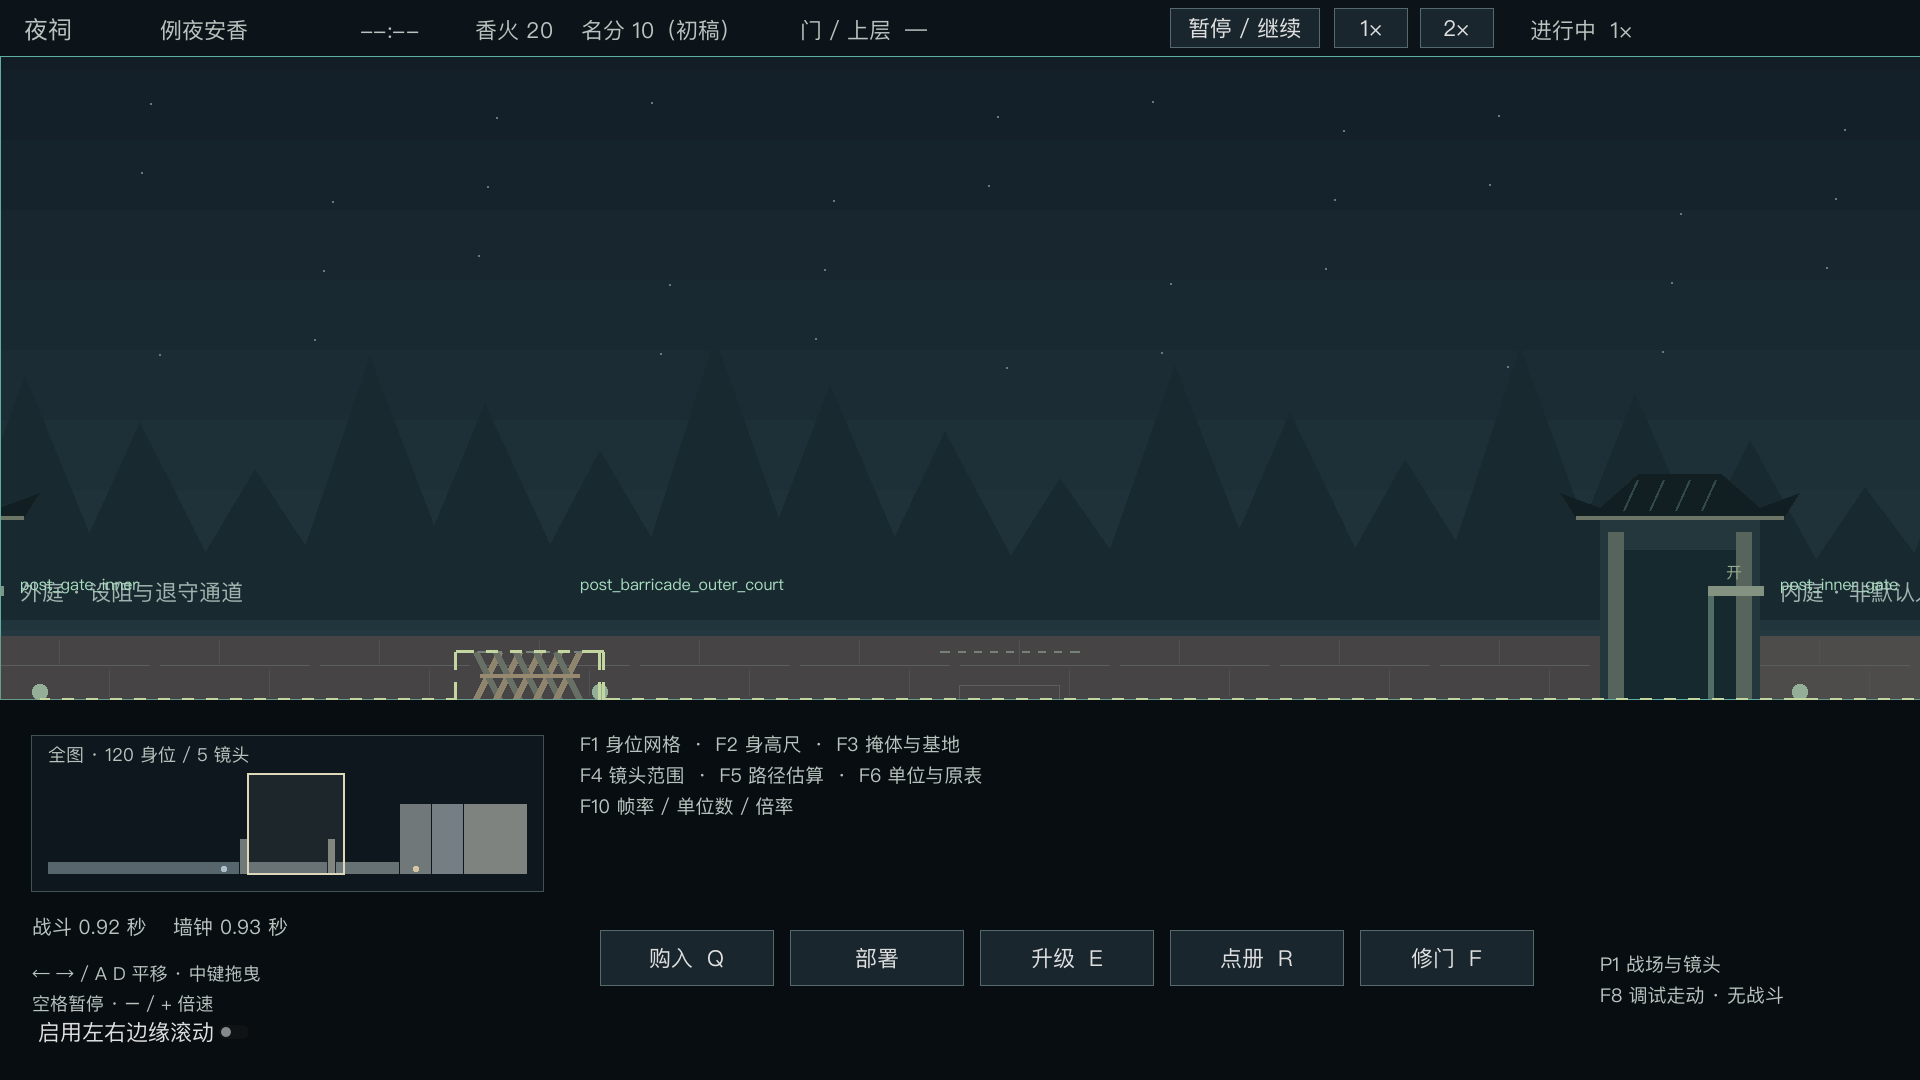 夜祠 例夜安香 --:-- 香火 20 名分 10（初稿） 门 / 上层 — 暂停 / 继续 1× 2× 进行中 1×
开
post_gate_inner post_barricade_outer_court post_inner_gate
外庭 · 设阻与退守通道 内庭 · 非默认
全图 · 120 身位 / 5 镜头
F1 身位网格 · F2 身高尺 · F3 掩体与基地
F4 镜头范围 · F5 路径估算 · F6 单位与原表
F10 帧率 / 单位数 / 倍率
战斗 0.92 秒 墙钟 0.93 秒
购入 Q 部署 升级 E 点册 R 修门 F
← → / A D 平移 · 中键拖曳
空格暂停 · − / + 倍速
启用左右边缘滚动
P1 战场与镜头
F8 调试走动 · 无战斗